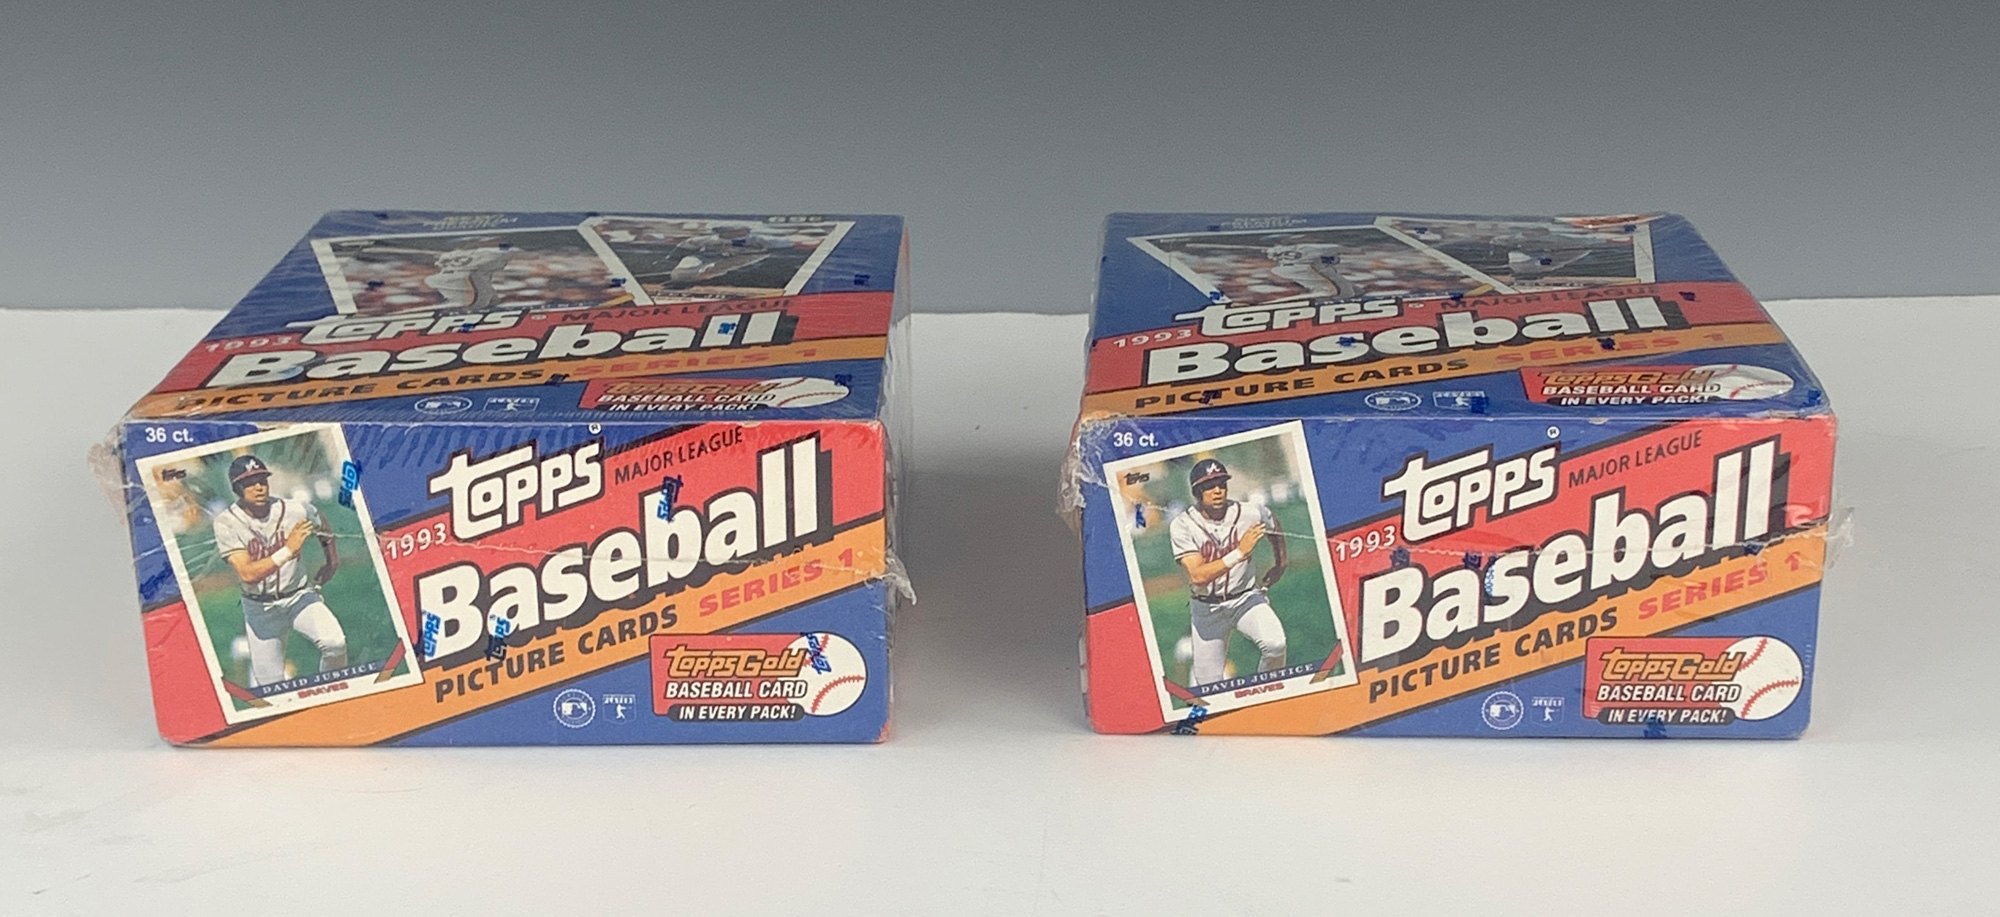 69¢
1993 Topps® MAJOR LEAGUE
Baseball
PICTURE CARDS SERIES 1
Topps Gold
BASEBALL CARD
IN EVERY PACK!
36 ct.
Topps
Topps® MAJOR LEAGUE
1993 Baseball
PICTURE CARDS SERIES 1
DAVID JUSTICE
BRAVES
Topps Gold
BASEBALL CARD
IN EVERY PACK!
1993 Topps® MAJOR LEAGUE
Baseball
PICTURE CARDS SERIES 1
Topps Gold
BASEBALL CARD
IN EVERY PACK!
36 ct.
Topps
Topps® MAJOR LEAGUE
1993 Baseball
PICTURE CARDS SERIES 1
DAVID JUSTICE
BRAVES
Topps Gold
BASEBALL CARD
IN EVERY PACK!